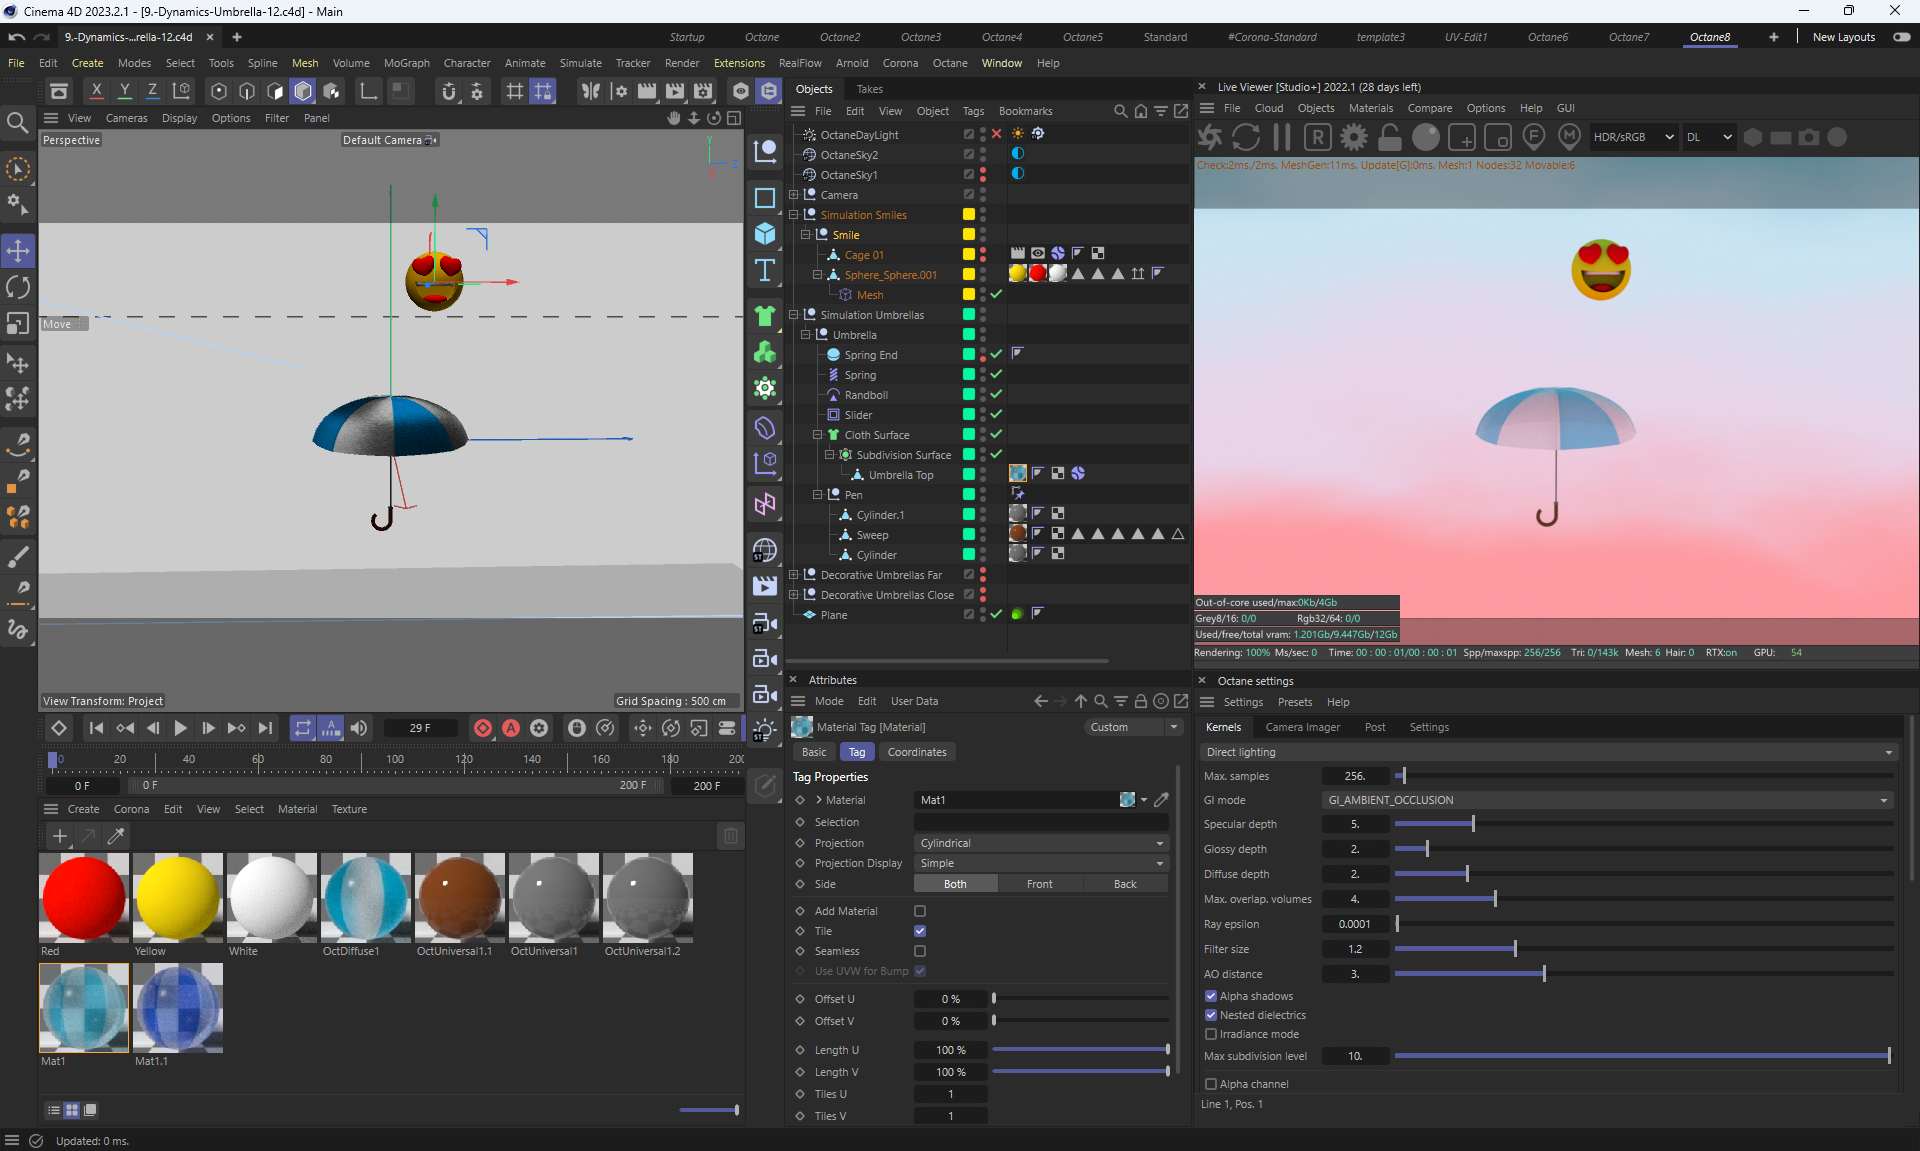 Cinema 4D 2023.2.1 - [9.-Dynamics-Umbrella-12.c4d] - Main
9.-Dynamics-...rella-12.c4d
Startup Octane Octane2 Octane3 Octane4 Octane5 Standard #Corona-Standard template3 UV-Edit1 Octane6 Octane7 Octane8 New Layouts
File Edit Create Modes Select Tools Spline Mesh Volume MoGraph Character Animate Simulate Tracker Render Extensions RealFlow Arnold Corona Octane Window Help
X Y Z
View Cameras Display Options Filter Panel
Perspective
Default Camera
Move
View Transform: Project
Grid Spacing : 500 cm
29 F
0 20 40 60 80 100 120 140 160 180 200
0 F
0 F
200 F
200 F
Create Corona Edit View Select Material Texture
Red
Yellow
White
OctDiffuse1
OctUniversal1.1
OctUniversal1
OctUniversal1.2
Mat1
Mat1.1
Updated: 0 ms.
Objects Takes
File Edit View Object Tags Bookmarks
OctaneDayLight
OctaneSky2
OctaneSky1
Camera
Simulation Smiles
Smile
Cage 01
Sphere_Sphere.001
Mesh
Simulation Umbrellas
Umbrella
Spring End
Spring
Randboll
Slider
Cloth Surface
Subdivision Surface
Umbrella Top
Pen
Cylinder.1
Sweep
Cylinder
Decorative Umbrellas Far
Decorative Umbrellas Close
Plane
Attributes
Mode Edit User Data
Material Tag [Material]
Custom
Basic Tag Coordinates
Tag Properties
Material Mat1
Selection
Projection Cylindrical
Projection Display Simple
Side Both Front Back
Add Material
Tile
Seamless
Use UVW for Bump
Offset U 0 %
Offset V 0 %
Length U 100 %
Length V 100 %
Tiles U 1
Tiles V 1
Live Viewer [Studio+] 2022.1 (28 days left)
File Cloud Objects Materials Compare Options Help GUI
HDR/sRGB DL
Check:2ms./2ms. MeshGen:11ms. Update[G]:0ms. Mesh:1 Nodes:32 Movable:6
Out-of-core used/max:0Kb/4Gb
Grey8/16: 0/0 Rgb32/64: 0/0
Used/free/total vram: 1.201Gb/9.447Gb/12Gb
Rendering: 100% Ms/sec: 0 Time: 00 : 00 : 01/00 : 00 : 01 Spp/maxspp: 256/256 Tri: 0/143k Mesh: 6 Hair: 0 RTX:on GPU: 54
Octane settings
Settings Presets Help
Kernels Camera Imager Post Settings
Direct lighting
Max. samples 256.
GI mode GI_AMBIENT_OCCLUSION
Specular depth 5.
Glossy depth 2.
Diffuse depth 2.
Max. overlap. volumes 4.
Ray epsilon 0.0001
Filter size 1.2
AO distance 3.
Alpha shadows
Nested dielectrics
Irradiance mode
Max subdivision level 10.
Alpha channel
Line 1, Pos. 1